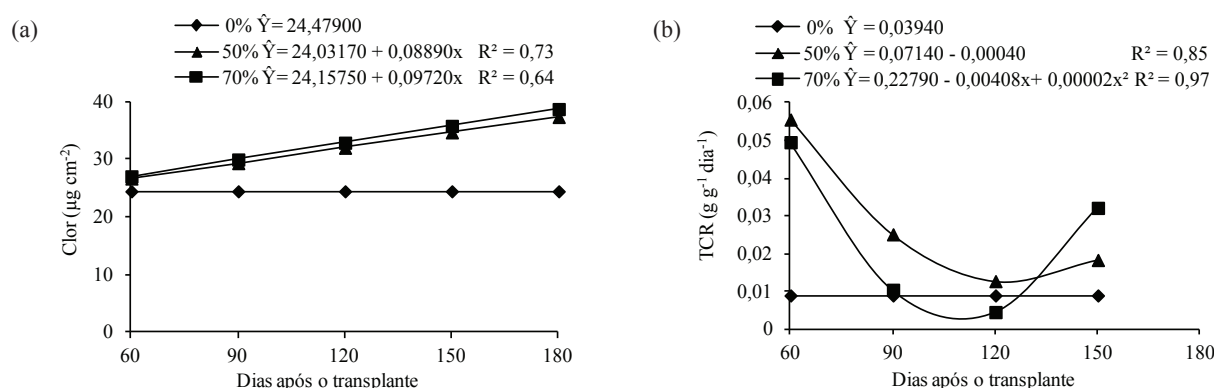 (a)
0% Ŷ= 24,47900
50% Ŷ=24,03170 + 0,08890x R² = 0,73
70% Ŷ=24,15750 + 0,09720x R² = 0,64
40
30
20
10
0
Clor (µg cm⁻²)
60 90 120 150 180
Dias após o transplante
(b)
0% Ŷ = 0,03940
50% Ŷ = 0,07140 - 0,00040 R² = 0,85
70% Ŷ = 0,22790 - 0,00408x+ 0,00002x² R² = 0,97
0,06
0,05
0,04
0,03
0,02
0,01
0
TCR (g g⁻¹ dia⁻¹)
60 90 120 150 180
Dias após o transplante